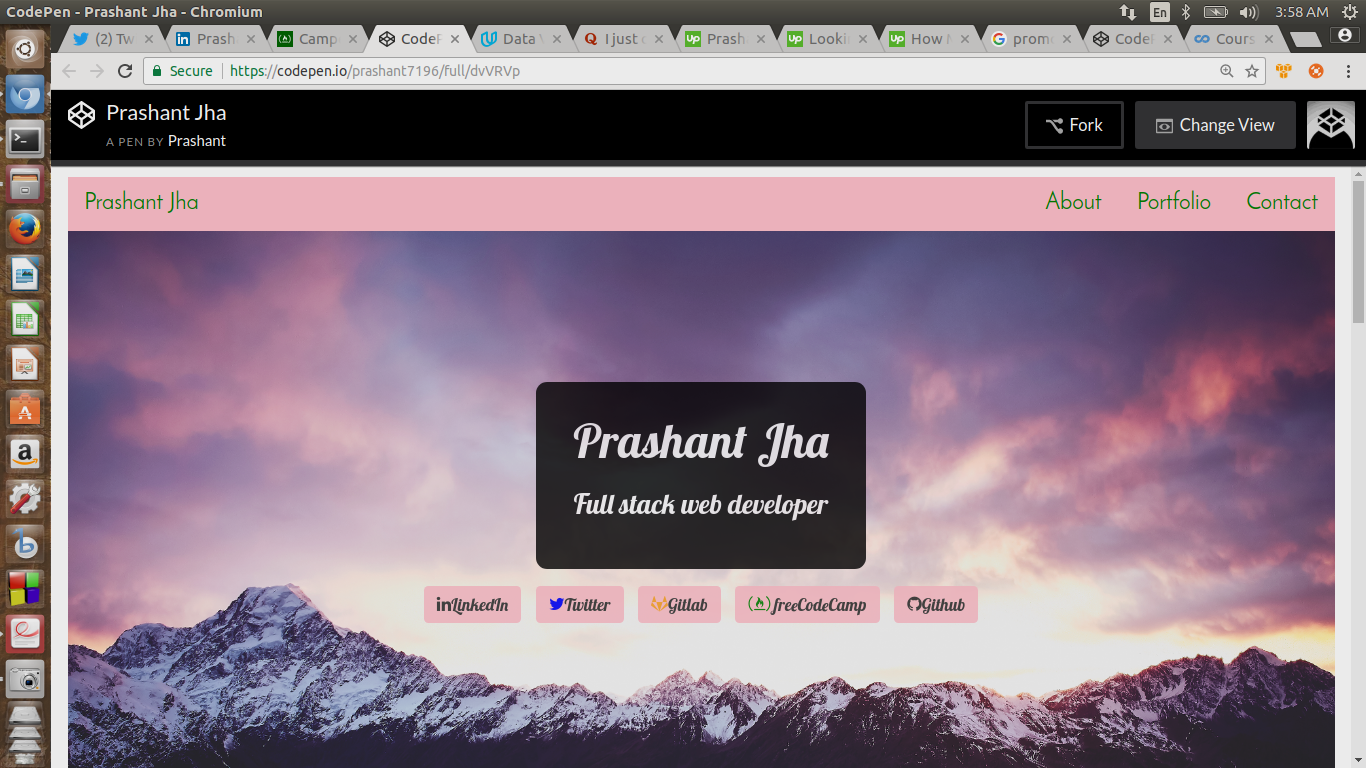 CodePen - Prashant Jha - Chromium
En
3:58 AM
(2) Tw
Prash
Camp
CodeP
Data V
I just
Prash
Looki
How
prom
CodeP
Cours
Secure
https://codepen.io/prashant7196/full/dvVRVp
Prashant Jha
A PEN BY Prashant
Fork
Change View
Prashant Jha
About
Portfolio
Contact
Prashant Jha
Full stack web developer
LinkedIn
Twitter
Gitlab
freeCodeCamp
Github